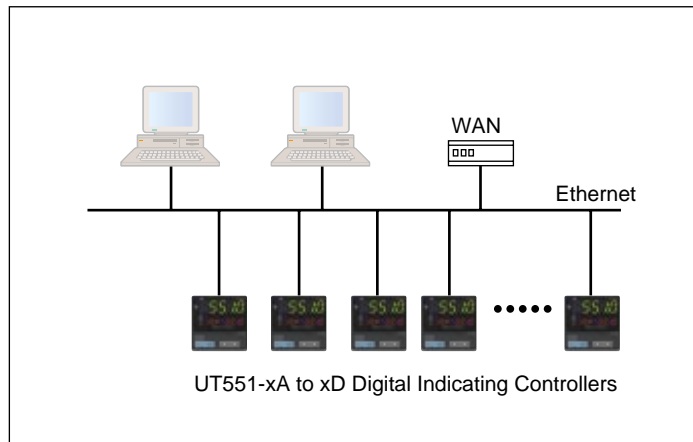 WAN
Ethernet
UT551-xA to xD Digital Indicating Controllers